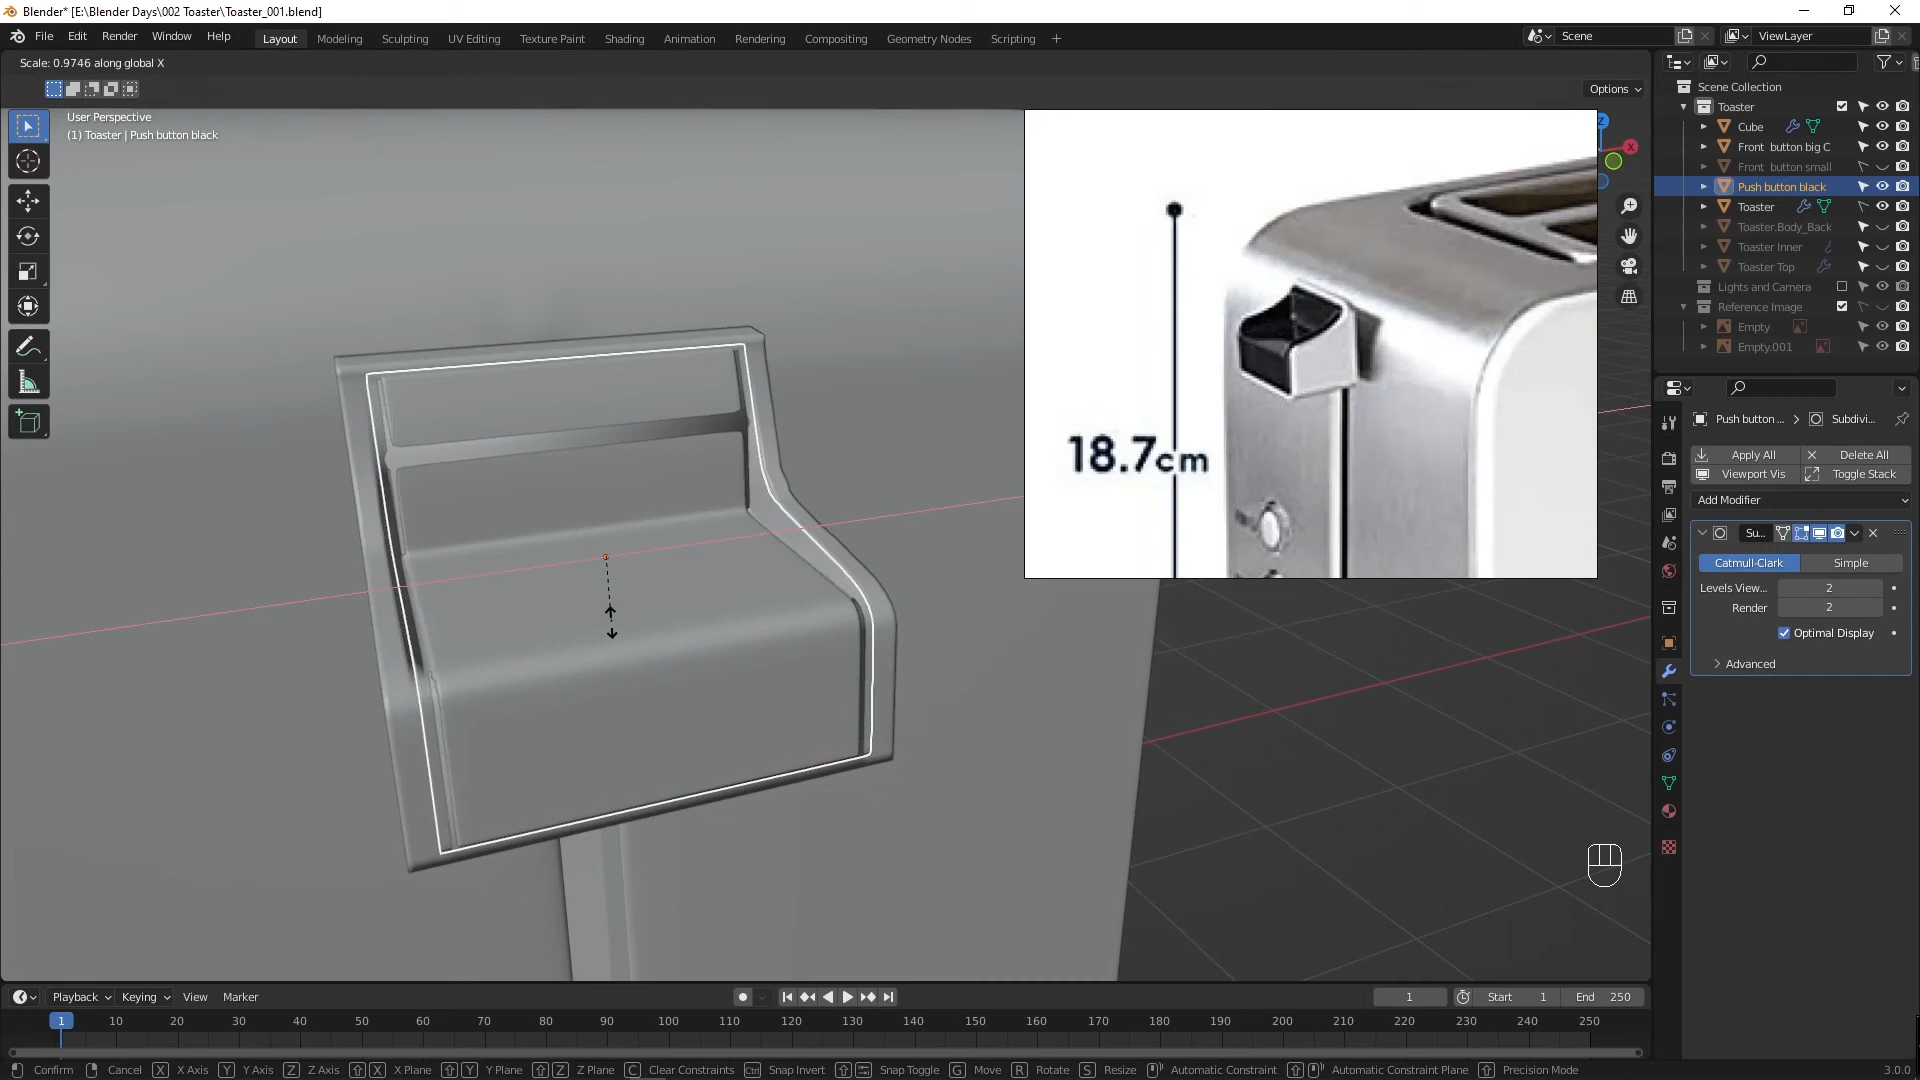 Blender* [E:\Blender Days\002 Toaster\Toaster_001.blend]
File Edit Render Window Help Layout Modeling Sculpting UV Editing Texture Paint Shading Animation Rendering Compositing Geometry Nodes Scripting + Scene ViewLayer
Scale: 0.9746 along global X
Options
User Perspective
(1) Toaster | Push button black
Scene Collection
Toaster
Cube
Front button big C
Front button small
Push button black
Toaster
Toaster.Body_Back
Toaster Inner
Toaster Top
Lights and Camera
Reference Image
Empty
Empty.001
Z
X
18.7cm
Push button ... > Subdivi...
Apply All Delete All
Viewport Vis Toggle Stack
Add Modifier
Su...
Catmull-Clark Simple
Levels View... 2
Render 2
Optimal Display
Advanced
Playback Keying View Marker 1 Start 1 End 250
1 10 20 30 40 50 60 70 80 90 100 110 120 130 140 150 160 170 180 190 200 210 220 230 240 250
Confirm Cancel X X Axis Y Y Axis Z Z Axis X X Plane Y Y Plane Z Z Plane C Clear Constraints Ctrl Snap Invert Snap Toggle G Move R Rotate S Resize Automatic Constraint Automatic Constraint Plane Precision Mode 3.0.0